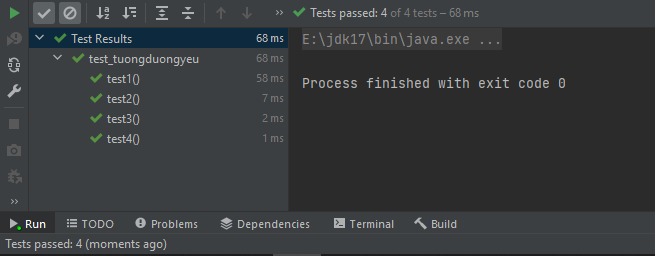 Tests passed: 4 of 4 tests – 68 ms
Test Results 68 ms
test_tuongduongyeu 68 ms
test1() 58 ms
test2() 7 ms
test3() 2 ms
test4() 1 ms
E:\jdk17\bin\java.exe ...
Process finished with exit code 0
Run TODO Problems Dependencies Terminal Build
Tests passed: 4 (moments ago)